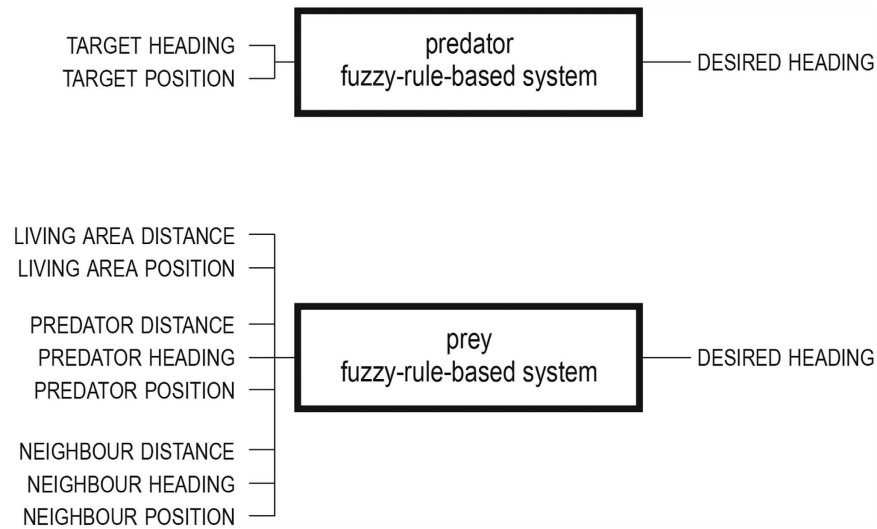 TARGET HEADING
TARGET POSITION
predator
fuzzy-rule-based system
DESIRED HEADING
LIVING AREA DISTANCE
LIVING AREA POSITION
PREDATOR DISTANCE
PREDATOR HEADING
PREDATOR POSITION
NEIGHBOUR DISTANCE
NEIGHBOUR HEADING
NEIGHBOUR POSITION
prey
fuzzy-rule-based system
DESIRED HEADING